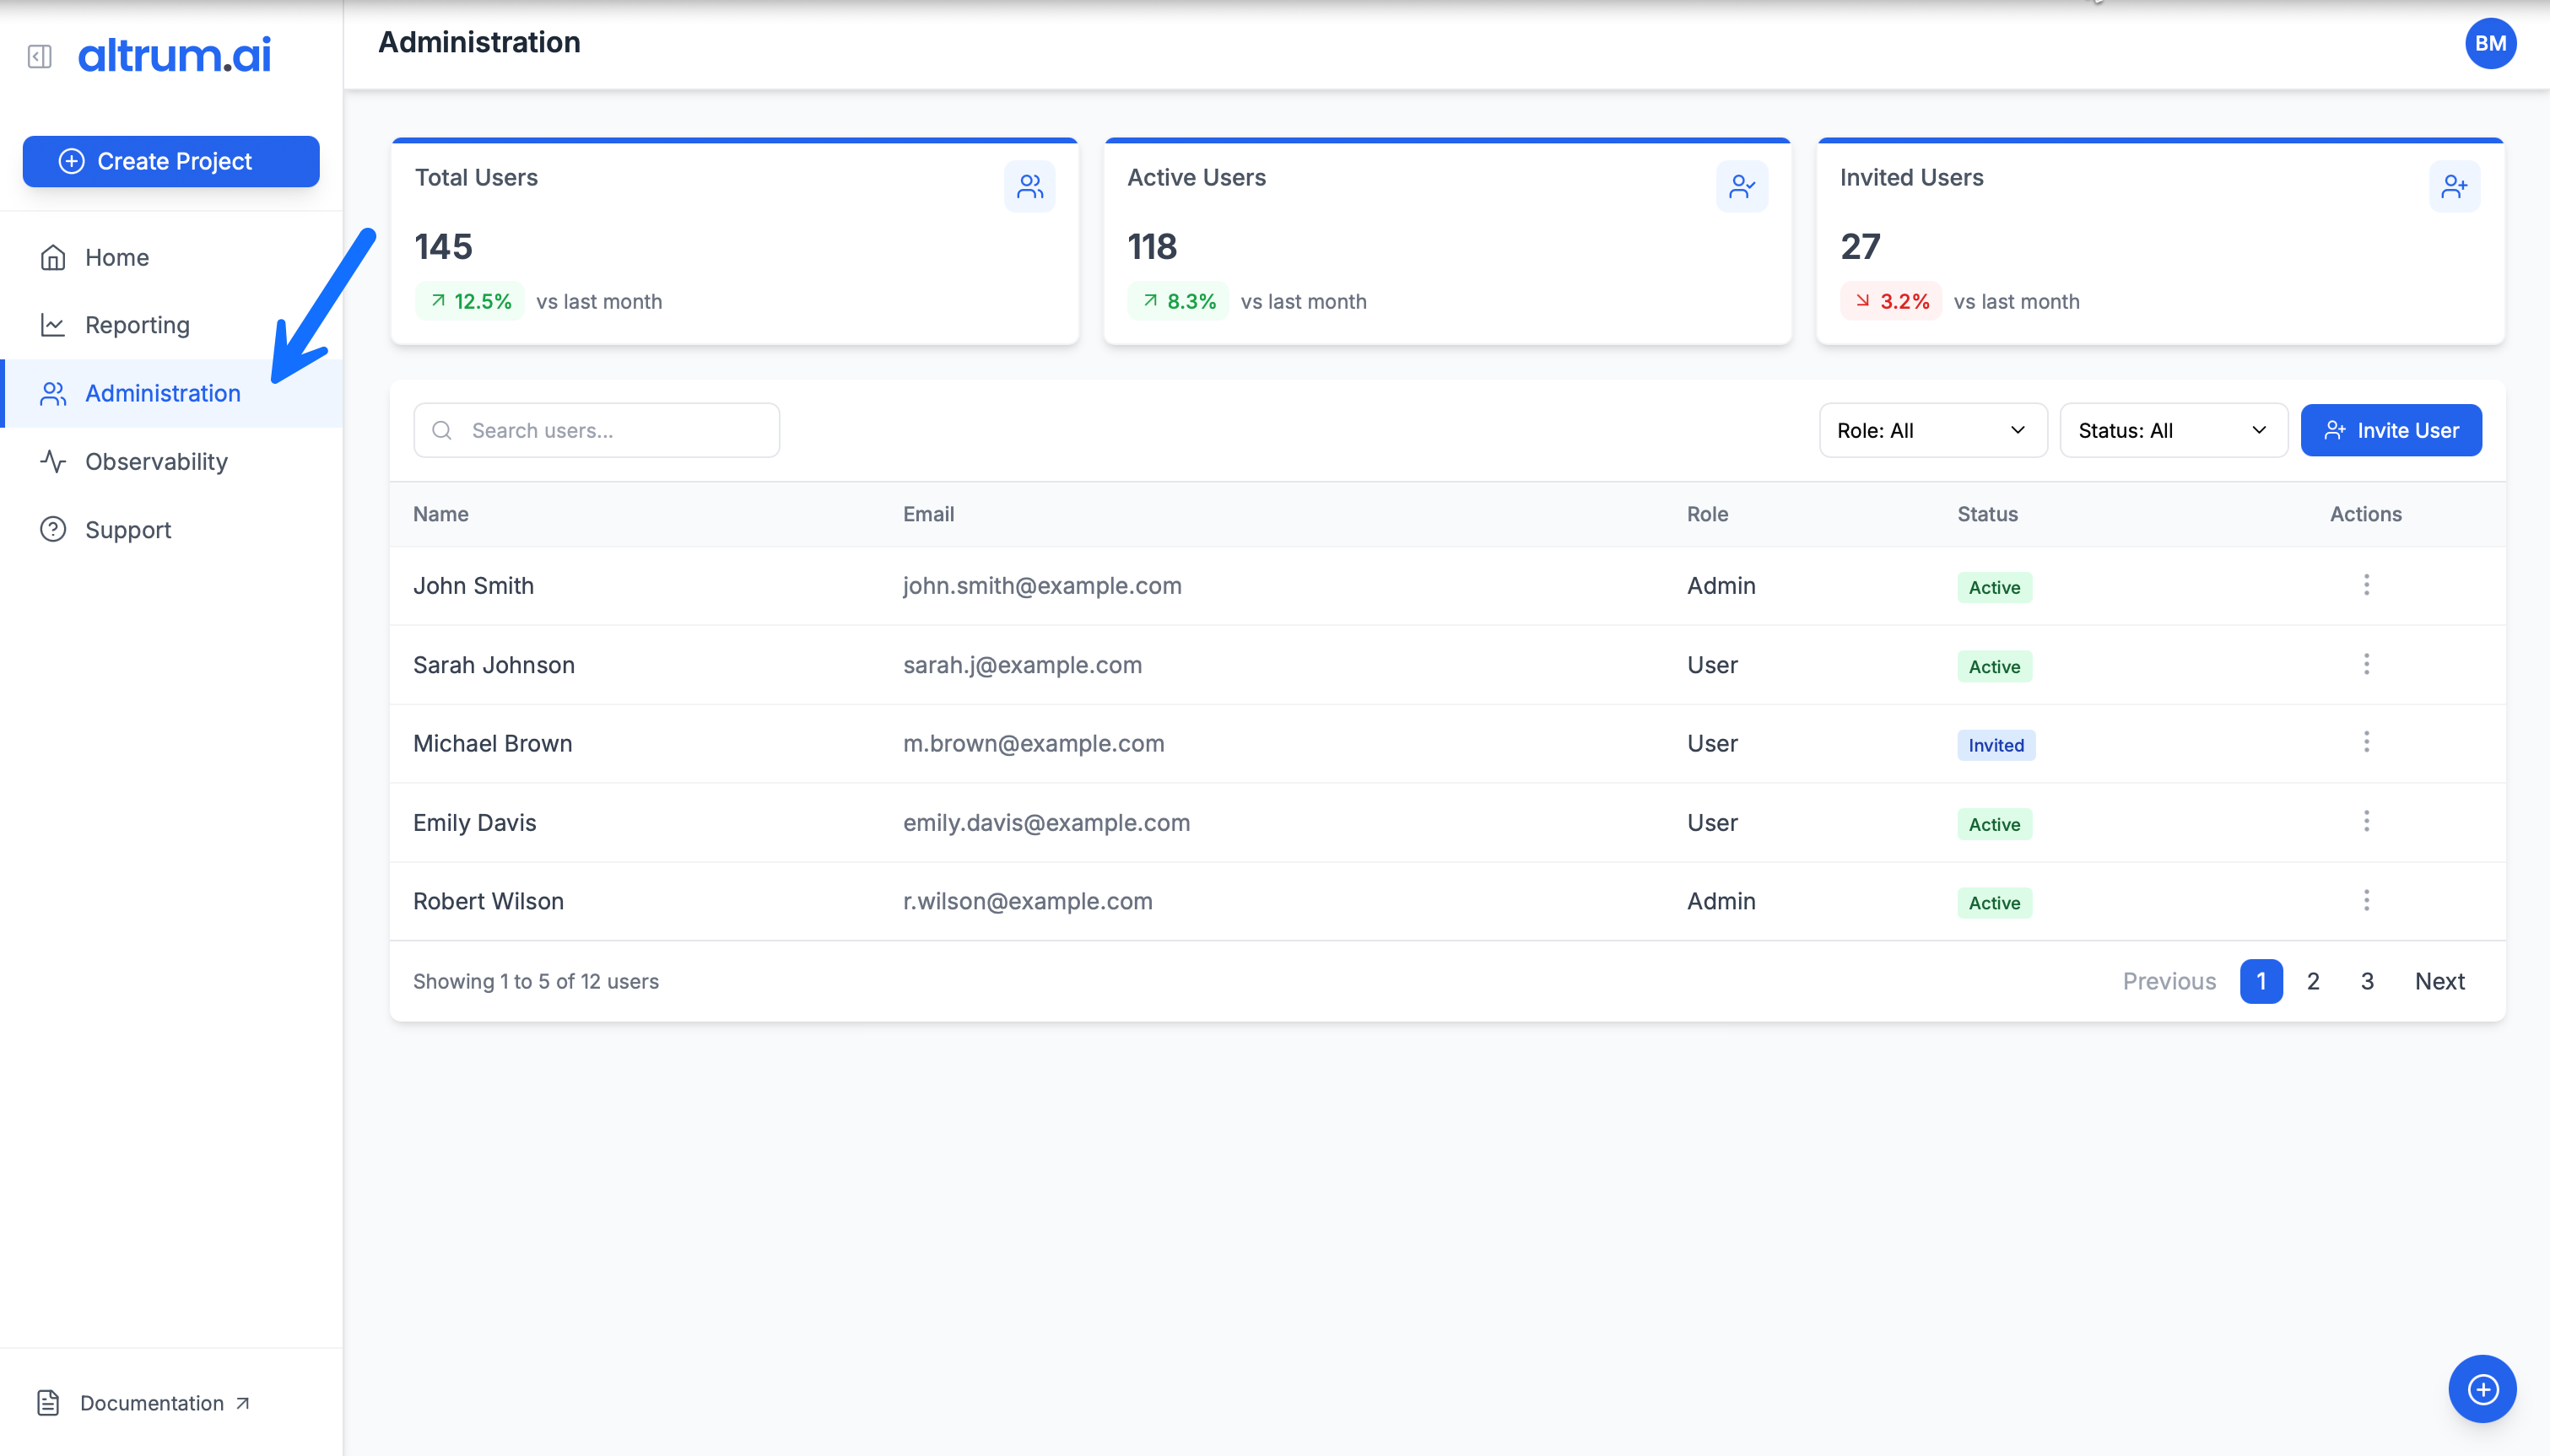 altrum.ai
Administration
BM
Create Project
Home
Reporting
Administration
Observability
Support
Documentation
Total Users
145
12.5% vs last month
Active Users
118
8.3% vs last month
Invited Users
27
3.2% vs last month
Search users...
Role: All
Status: All
Invite User
Name Email Role Status Actions
John Smith john.smith@example.com Admin Active
Sarah Johnson sarah.j@example.com User Active
Michael Brown m.brown@example.com User Invited
Emily Davis emily.davis@example.com User Active
Robert Wilson r.wilson@example.com Admin Active
Showing 1 to 5 of 12 users
Previous 1 2 3 Next